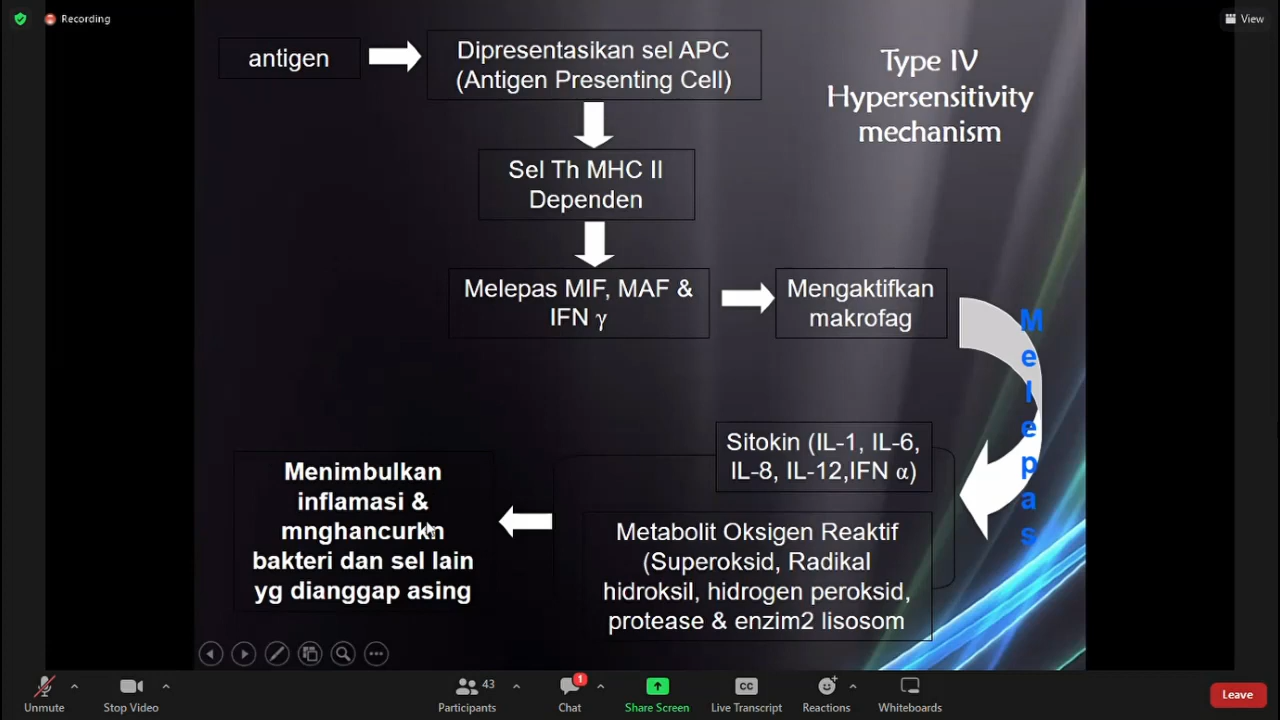 Recording
View
antigen
Dipresentasikan sel APC
(Antigen Presenting Cell)
Type IV
Hypersensitivity
mechanism
Sel Th MHC II
Dependen
Melepas MIF, MAF &
IFN γ
Mengaktifkan
makrofag
Melepas
Sitokin (IL-1, IL-6,
IL-8, IL-12,IFN α)
Metabolit Oksigen Reaktif
(Superoksid, Radikal
hidroksil, hidrogen peroksid,
protease & enzim2 lisosom
Menimbulkan
inflamasi &
mnghancurkn
bakteri dan sel lain
yg dianggap asing
Unmute
Stop Video
43
Participants
1
Chat
Share Screen
CC
Live Transcript
Reactions
Whiteboards
Leave